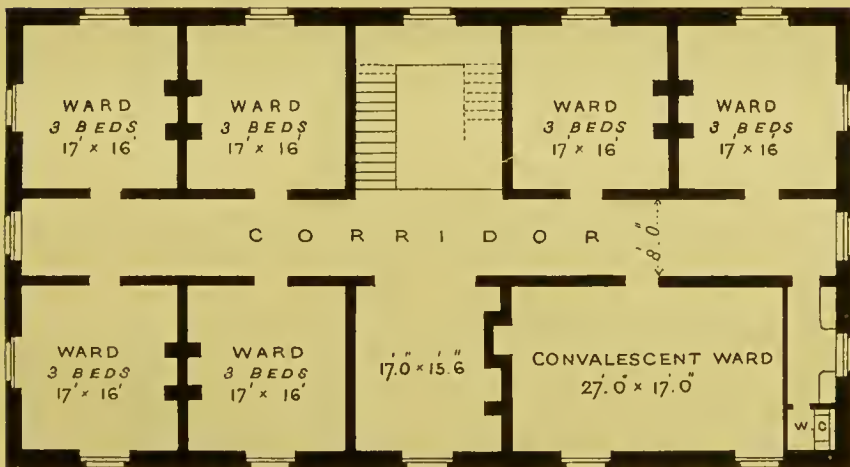 WARD
3 BEDS
17' × 16'
WARD
3 BEDS
17' × 16'
WARD
3 BEDS
17' × 16'
WARD
3 BEDS
17' × 16
CORRIDOR
8'.0"
WARD
3 BEDS
17' × 16'
WARD
3 BEDS
17' × 16'
17'.0" × 15'.6"
CONVALESCENT WARD
27'.0" × 17'.0"
W.C